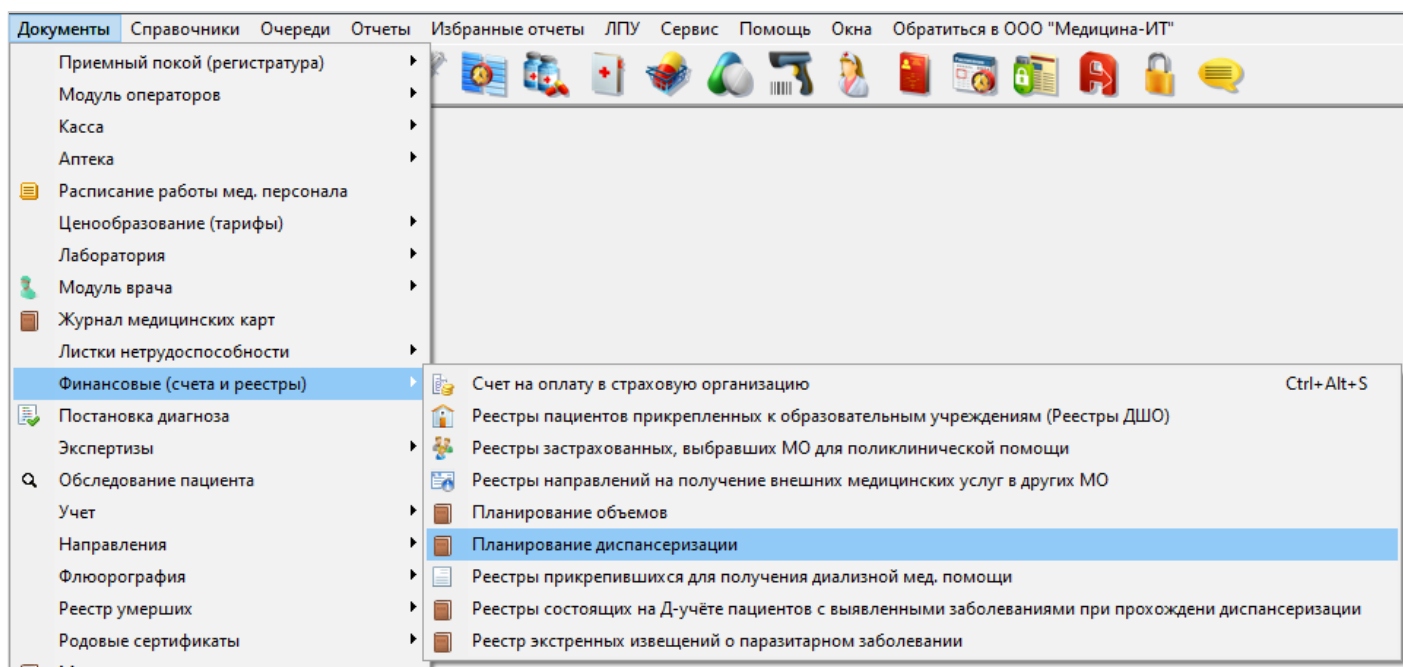 Документы Справочники Очереди Отчеты Избранные отчеты ЛПУ Сервис Помощь Окна Обратиться в ООО "Медицина-ИТ"
Приемный покой (регистратура)
Модуль операторов
Касса
Аптека
Расписание работы мед. персонала
Ценообразование (тарифы)
Лаборатория
Модуль врача
Журнал медицинских карт
Листки нетрудоспособности
Финансовые (счета и реестры)
Постановка диагноза
Экспертизы
Обследование пациента
Учет
Направления
Флюорография
Реестр умерших
Родовые сертификаты
Счет на оплату в страховую организацию Ctrl+Alt+S
Реестры пациентов прикрепленных к образовательным учреждениям (Реестры ДШО)
Реестры застрахованных, выбравших МО для поликлинической помощи
Реестры направлений на получение внешних медицинских услуг в других МО
Планирование объемов
Планирование диспансеризации
Реестры прикрепившихся для получения диализной мед. помощи
Реестры состоящих на Д-учёте пациентов с выявленными заболеваниями при прохождени диспансеризации
Реестр экстренных извещений о паразитарном заболевании